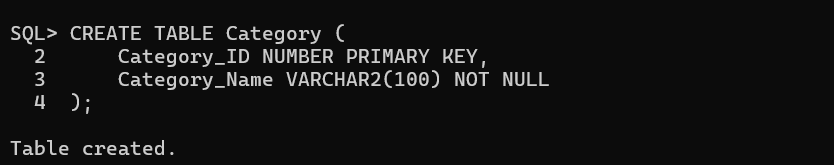 SQL> CREATE TABLE Category (
  2      Category_ID NUMBER PRIMARY KEY,
  3      Category_Name VARCHAR2(100) NOT NULL
  4  );
Table created.